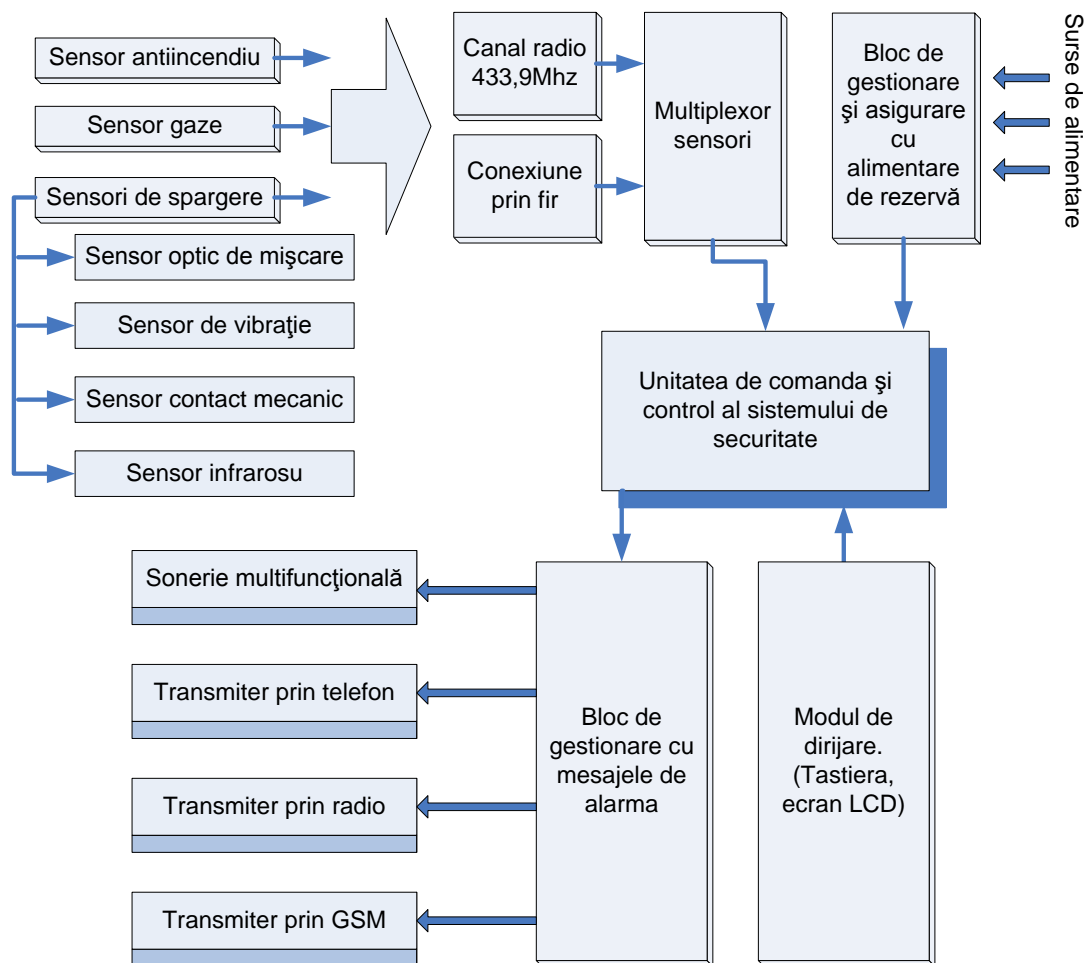 Sensor antiincendiu
Sensor gaze
Sensori de spargere
Sensor optic de mişcare
Sensor de vibraţie
Sensor contact mecanic
Sensor infrarosu
Canal radio
433,9Mhz
Conexiune
prin fir
Multiplexor
sensori
Bloc de
gestionare
şi asigurare
cu
alimentare
de rezervă
Surse de alimentare
Unitatea de comanda şi
control al sistemului de
securitate
Sonerie multifuncţională
Transmiter prin telefon
Transmiter prin radio
Transmiter prin GSM
Bloc de
gestionare cu
mesajele de
alarma
Modul de
dirijare.
(Tastiera,
ecran LCD)